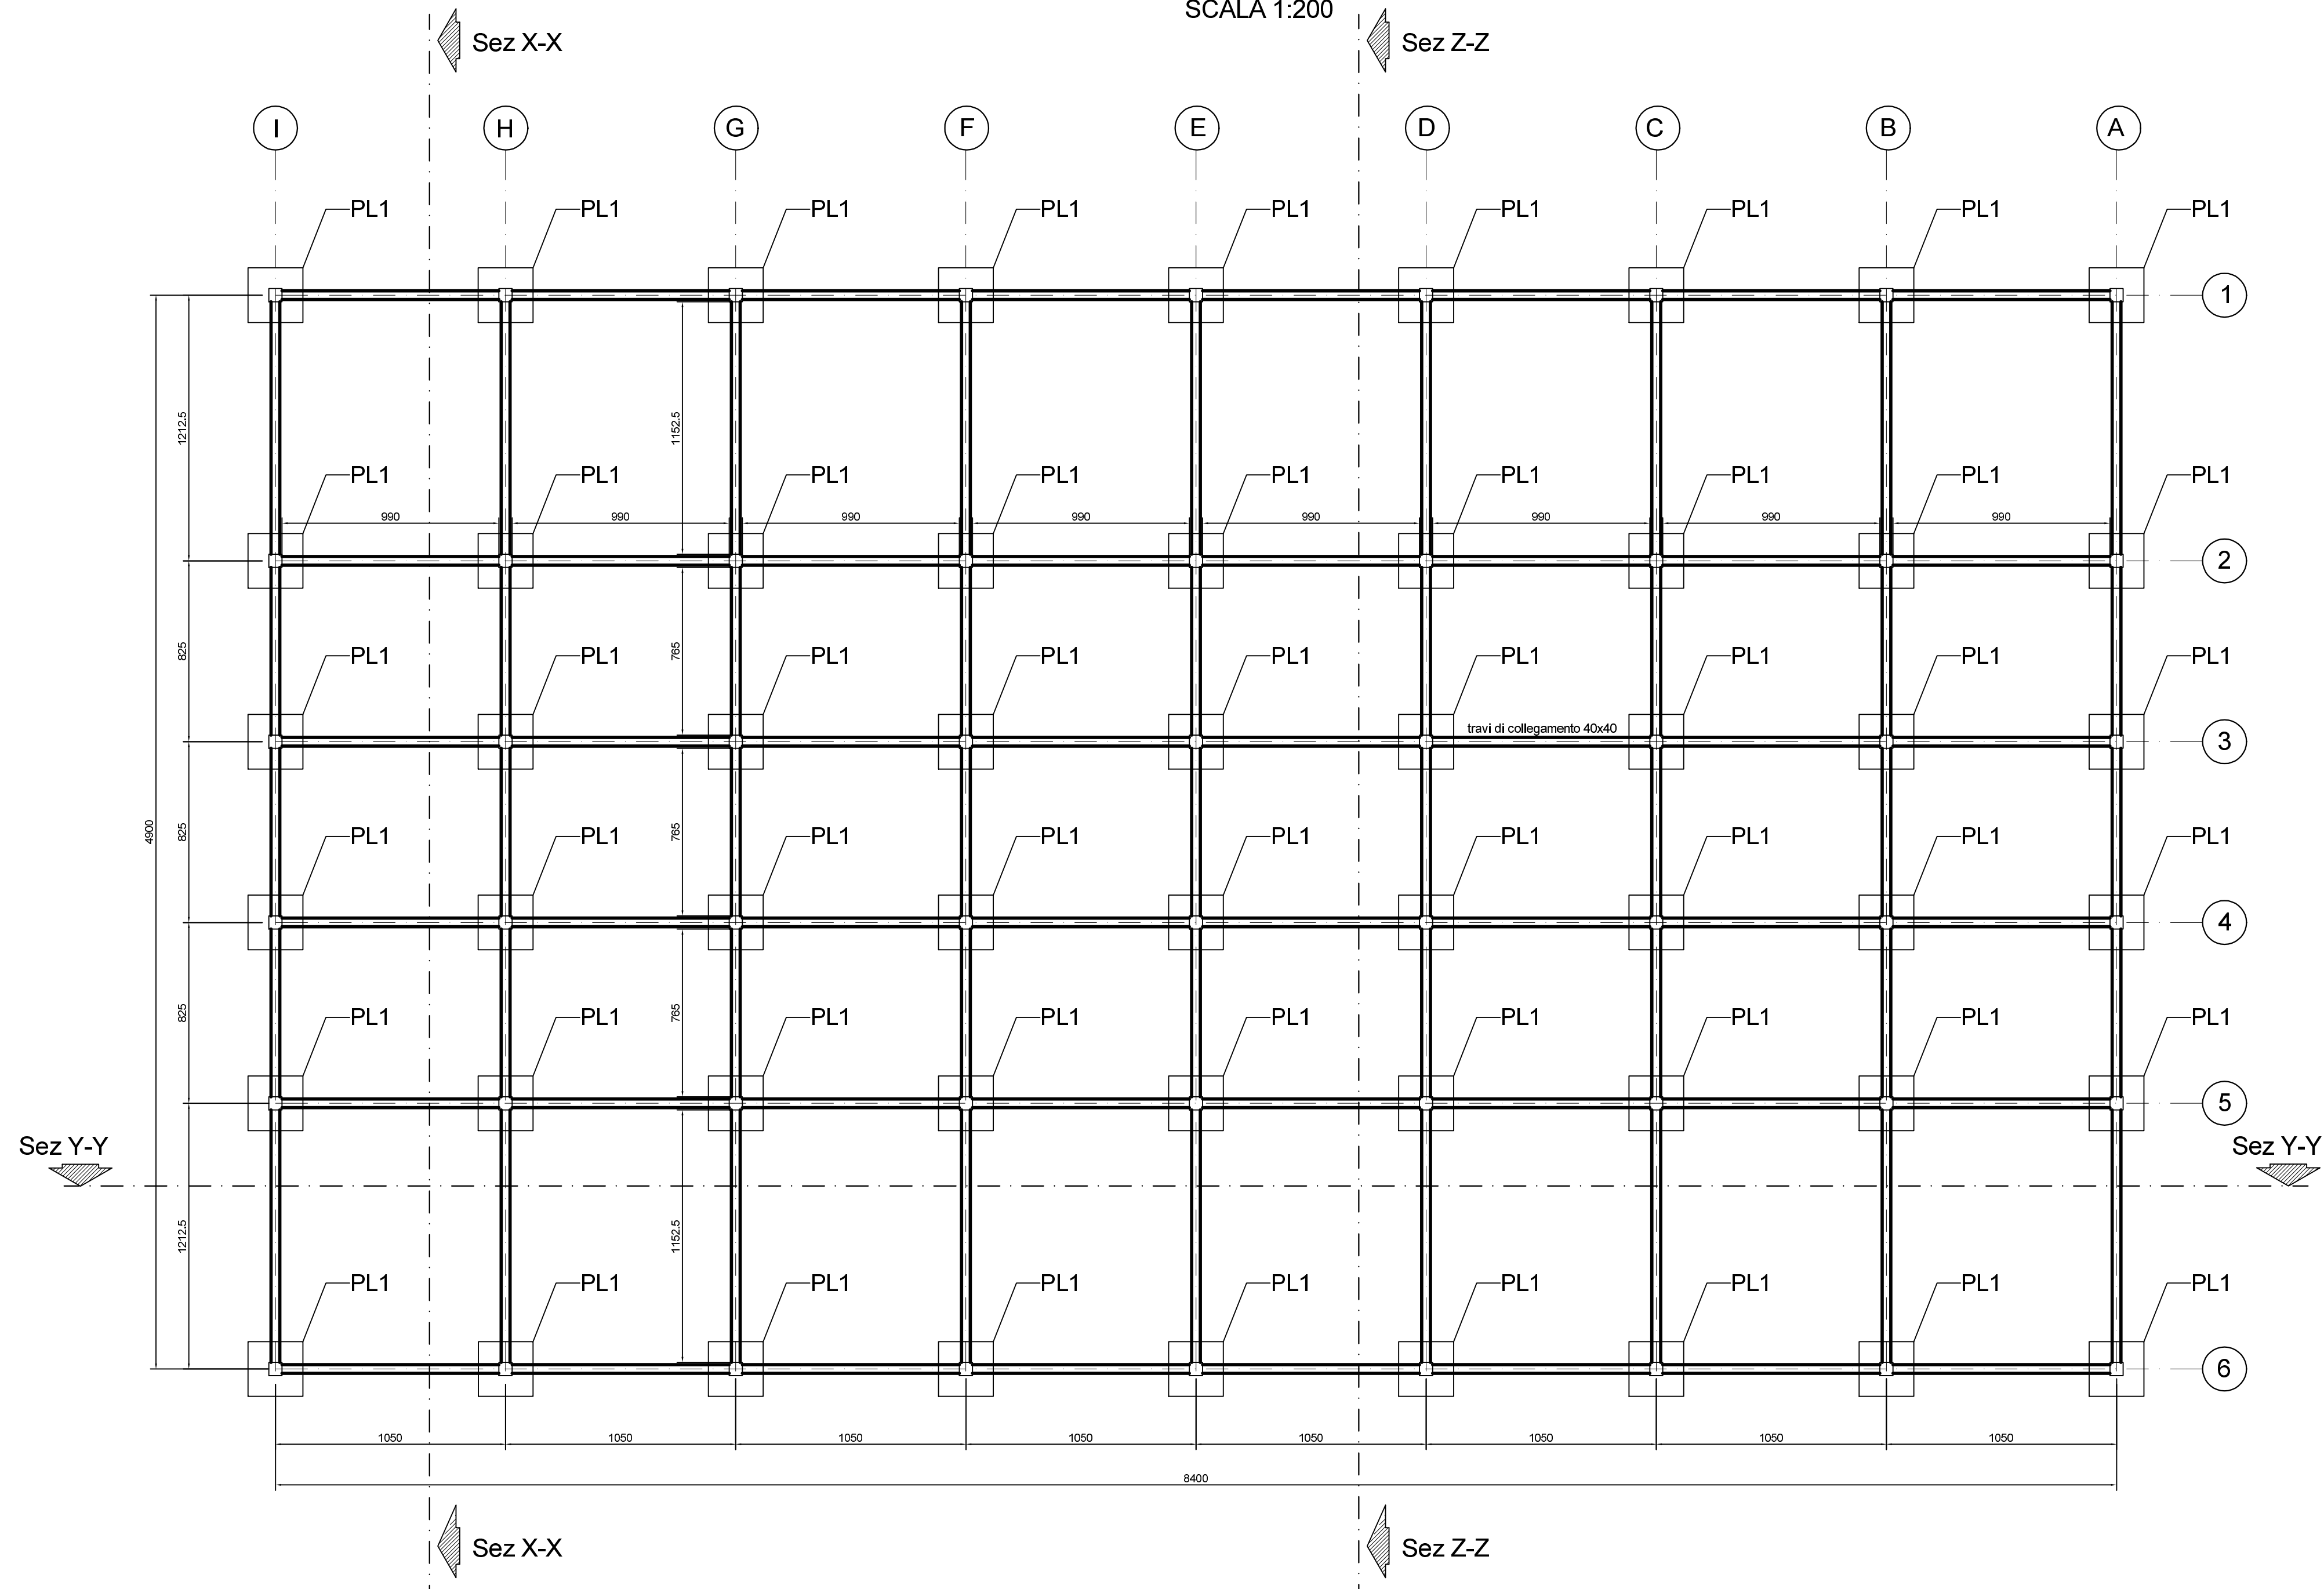 SCALA 1:200
Sez X-X Sez Z-Z
I H G F E D C B A
PL1 PL1 PL1 PL1 PL1 PL1 PL1 PL1 PL1
1
1212.5 1152.5
PL1 PL1 PL1 PL1 PL1 PL1 PL1 PL1 PL1
990 990 990 990 990 990 990 990
2
825 765
PL1 PL1 PL1 PL1 PL1 PL1 PL1 PL1 PL1
travi di collegamento 40x40
3
4900 825 765
PL1 PL1 PL1 PL1 PL1 PL1 PL1 PL1 PL1
4
825 765
PL1 PL1 PL1 PL1 PL1 PL1 PL1 PL1 PL1
5
Sez Y-Y Sez Y-Y
1212.5 1152.5
PL1 PL1 PL1 PL1 PL1 PL1 PL1 PL1 PL1
6
1050 1050 1050 1050 1050 1050 1050 1050
8400
Sez X-X Sez Z-Z